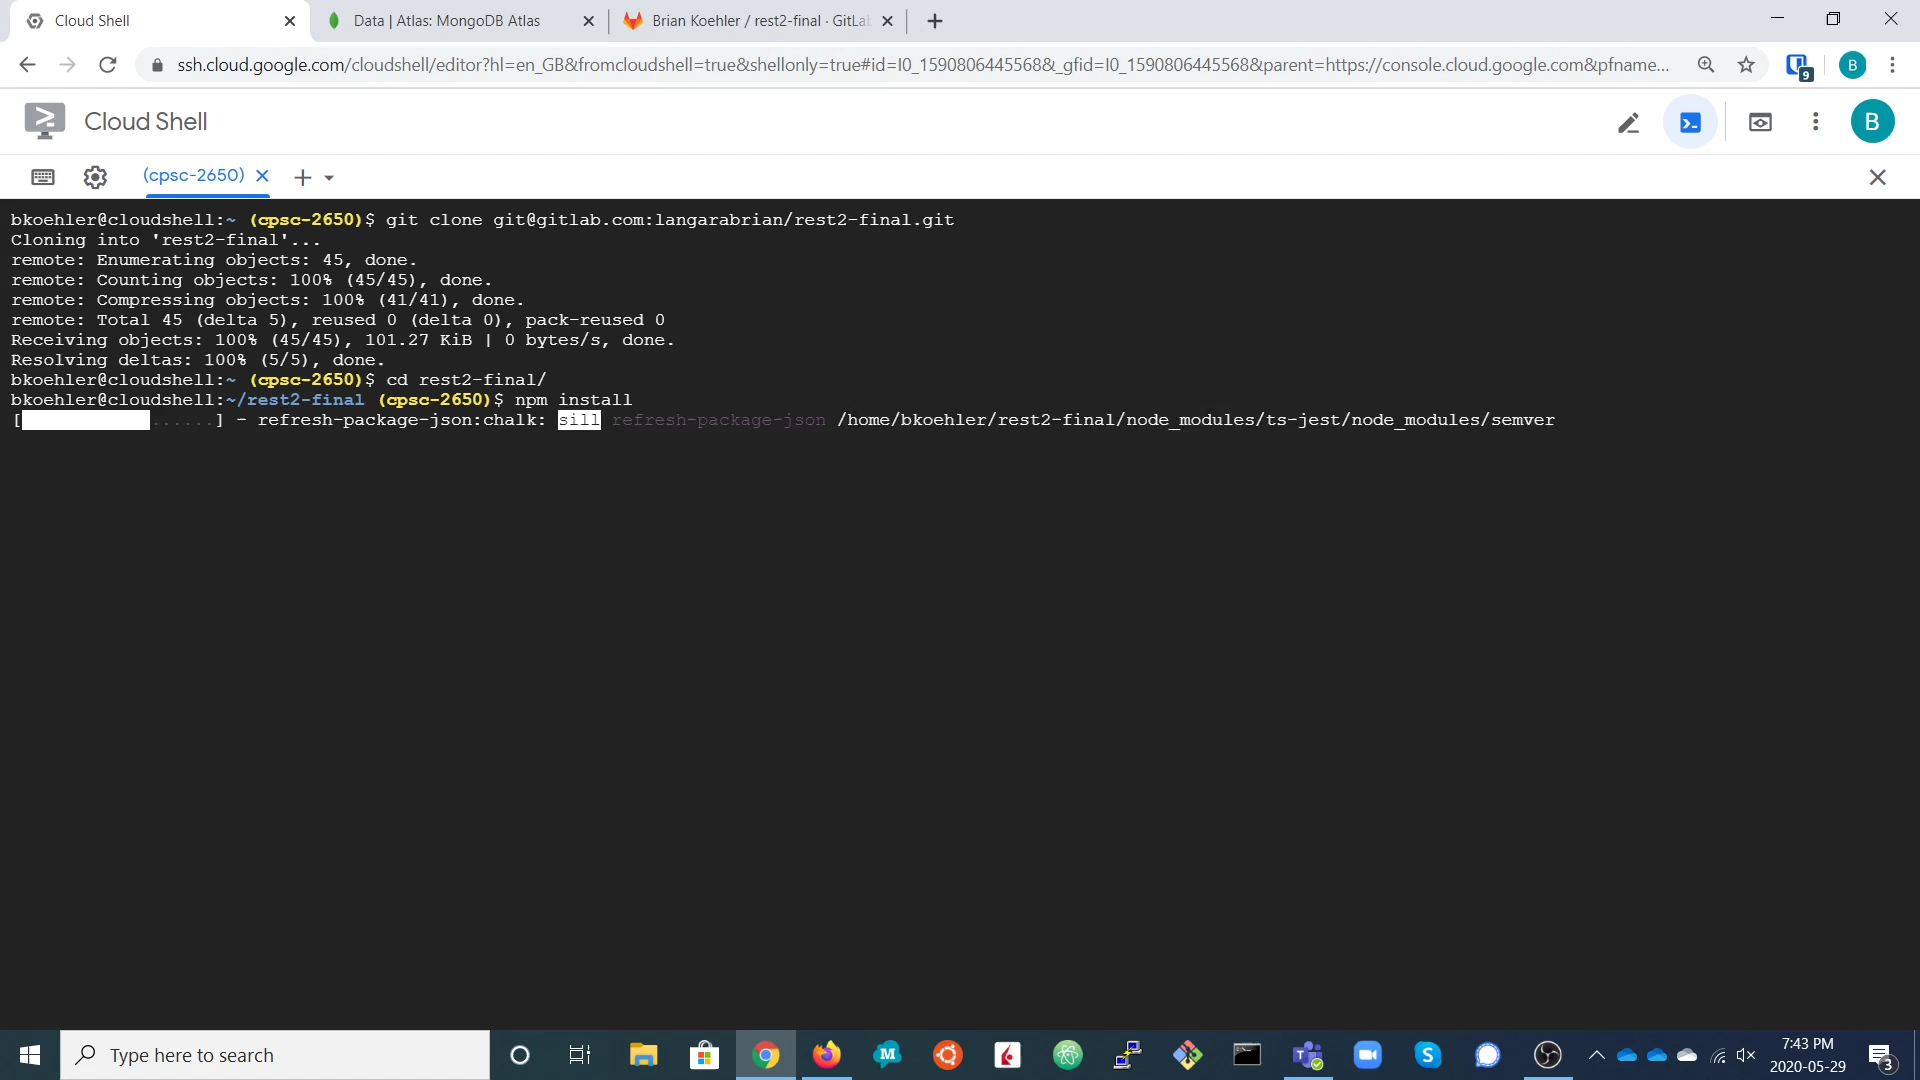 Cloud Shell
Data | Atlas: MongoDB Atlas
Brian Koehler / rest2-final · GitLa
ssh.cloud.google.com/cloudshell/editor?hl=en_GB&fromcloudshell=true&shellonly=true#id=I0_1590806445568&_gfid=I0_1590806445568&parent=https://console.cloud.google.com&pfname...
9
B
Cloud Shell
B
(cpsc-2650)
bkoehler@cloudshell:~ (cpsc-2650)$ git clone git@gitlab.com:langarabrian/rest2-final.git
Cloning into 'rest2-final'...
remote: Enumerating objects: 45, done.
remote: Counting objects: 100% (45/45), done.
remote: Compressing objects: 100% (41/41), done.
remote: Total 45 (delta 5), reused 0 (delta 0), pack-reused 0
Receiving objects: 100% (45/45), 101.27 KiB | 0 bytes/s, done.
Resolving deltas: 100% (5/5), done.
bkoehler@cloudshell:~ (cpsc-2650)$ cd rest2-final/
bkoehler@cloudshell:~/rest2-final (cpsc-2650)$ npm install
[ ......] - refresh-package-json:chalk: sill refresh-package-json /home/bkoehler/rest2-final/node_modules/ts-jest/node_modules/semver
Type here to search
7:43 PM
2020-05-29
3